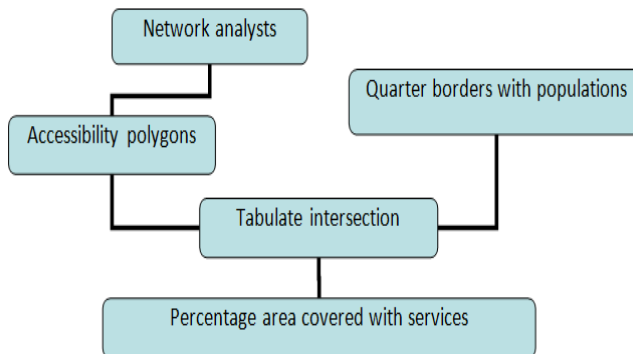 Network analysts
Quarter borders with populations
Accessibility polygons
Tabulate intersection
Percentage area covered with services